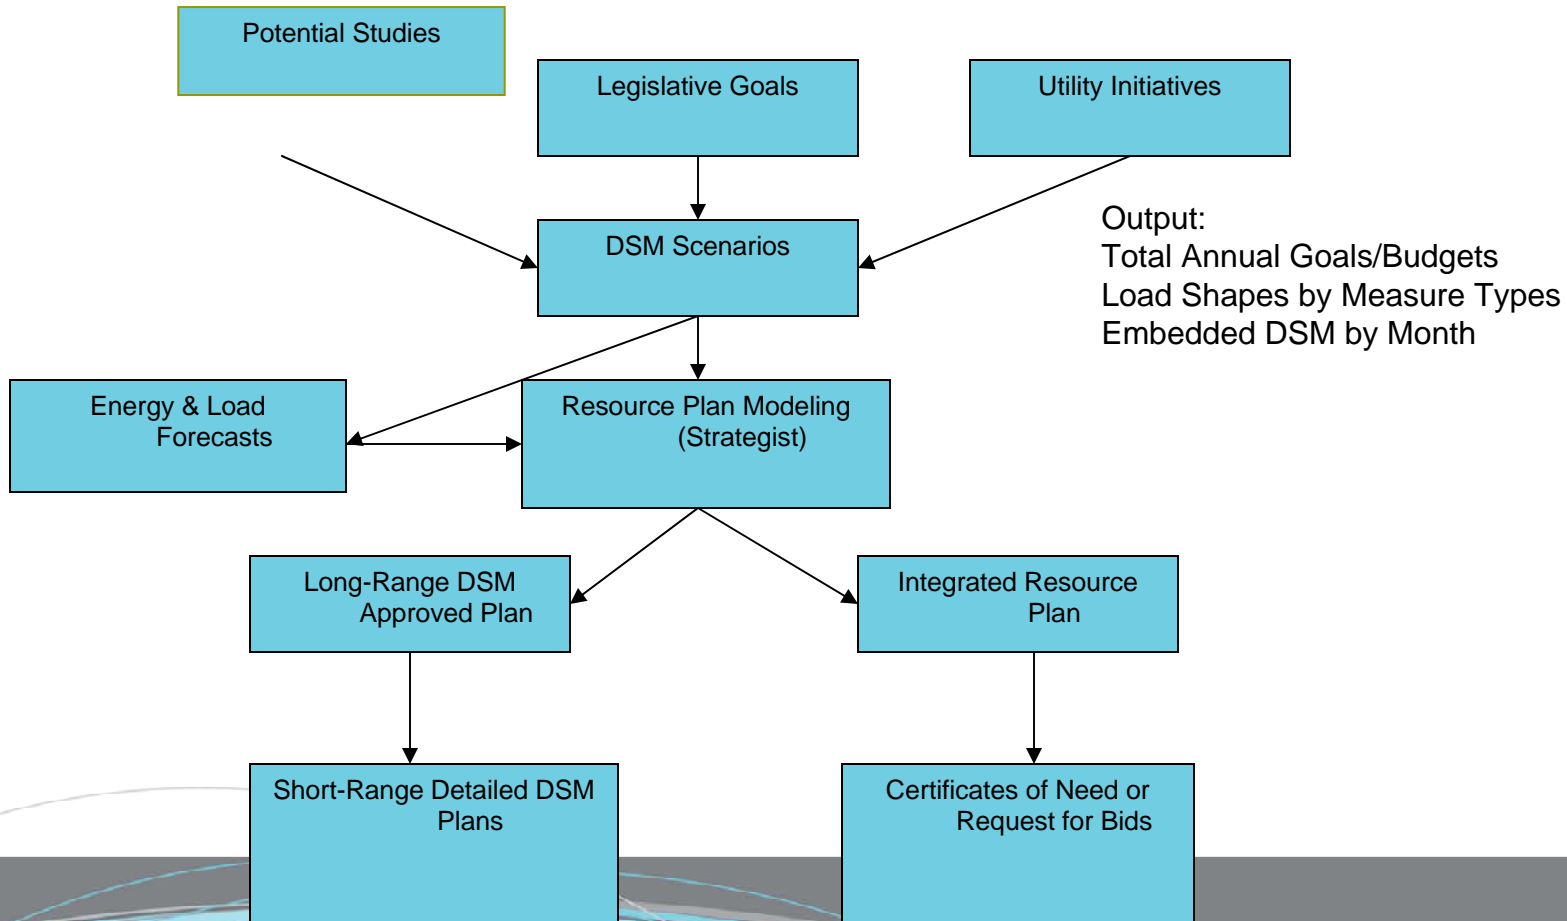 Potential Studies
Legislative Goals
Utility Initiatives
DSM Scenarios
Output:
Total Annual Goals/Budgets
Load Shapes by Measure Types
Embedded DSM by Month
Energy & Load
Forecasts
Resource Plan Modeling
(Strategist)
Long-Range DSM
Approved Plan
Integrated Resource
Plan
Short-Range Detailed DSM
Plans
Certificates of Need or
Request for Bids